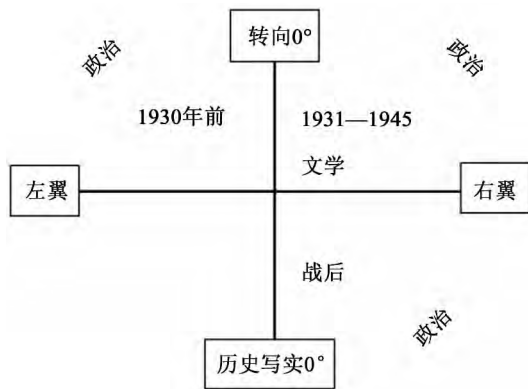 转向0°
政治
政治
1930年前
1931—1945
文学
左翼
右翼
战后
政治
历史写实0°